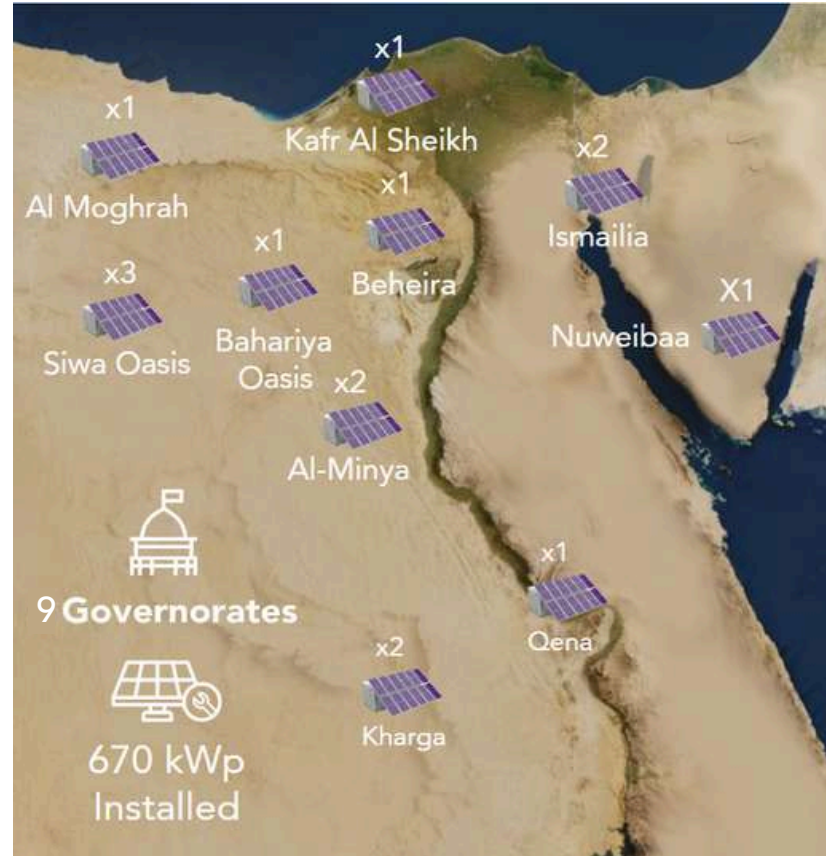 x1
Kafr Al Sheikh
x1
Al Moghrah
x2
Ismailia
x1
Beheira
x1
Bahariya
Oasis
x3
Siwa Oasis
X1
Nuweibaa
x2
Al-Minya
9 Governorates
x1
Qena
x2
Kharga
670 kWp
Installed